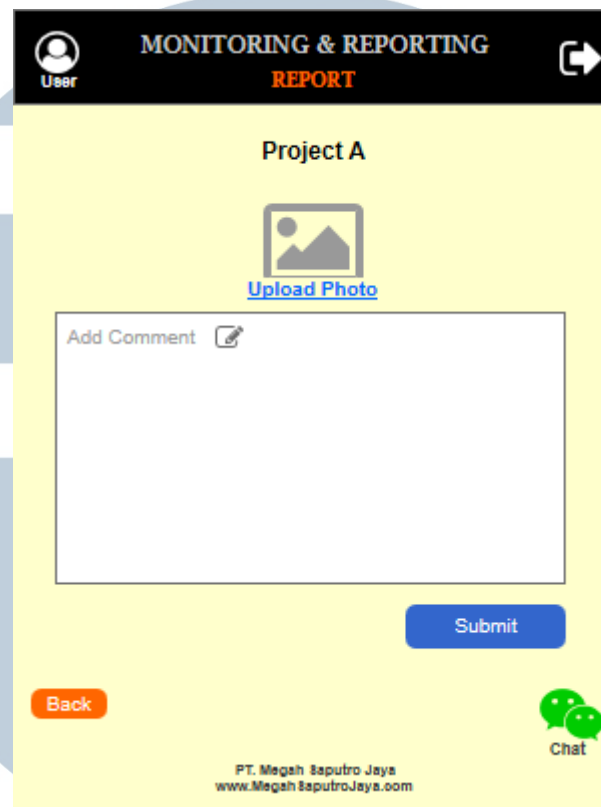 MONITORING & REPORTING
User
REPORT
Project A
Upload Photo
Add Comment
Submit
Back
Chat
PT. Megah Saputro Jaya
www.MegahSaputroJaya.com